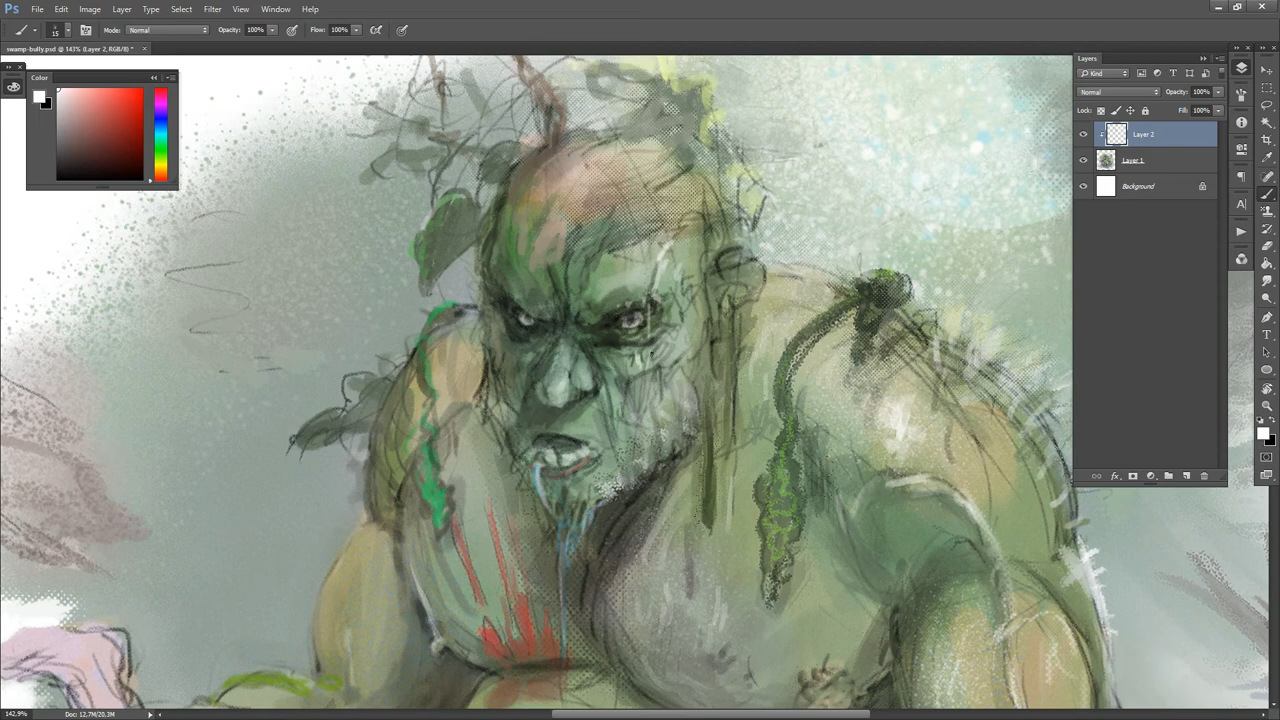 Ps File Edit Image Layer Type Select Filter View Window Help
15 Mode: Normal Opacity: 100% Flow: 100%
swamp-bully.psd @ 143% (Layer 2, RGB/8) * ×
Color
Layers
Kind
Normal Opacity: 100%
Lock: Fill: 100%
Layer 2
Layer 1
Background
142.9% Doc: 12,7M/20,3M